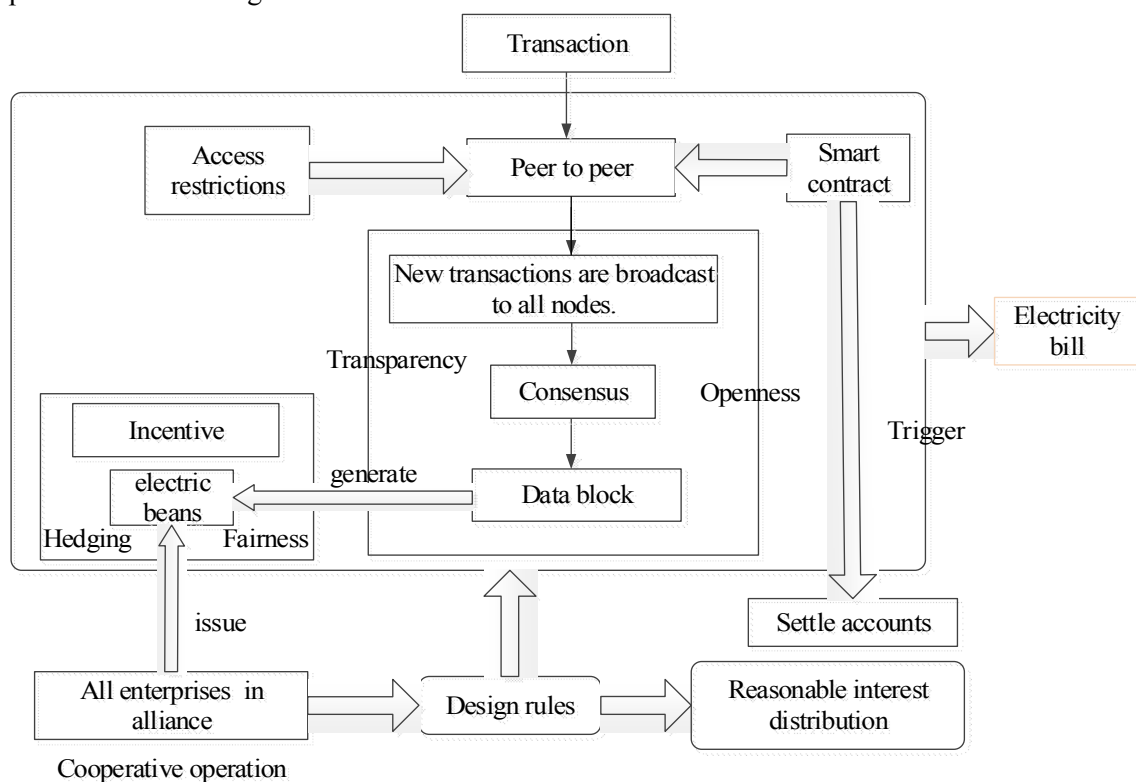 Transaction
Access
restrictions
Peer to peer
Smart
contract
New transactions are broadcast
to all nodes.
Transparency
Consensus
Openness
Electricity
bill
Trigger
Incentive
electric
beans
generate
Data block
Hedging
Fairness
issue
Settle accounts
All enterprises in
alliance
Design rules
Reasonable interest
distribution
Cooperative operation